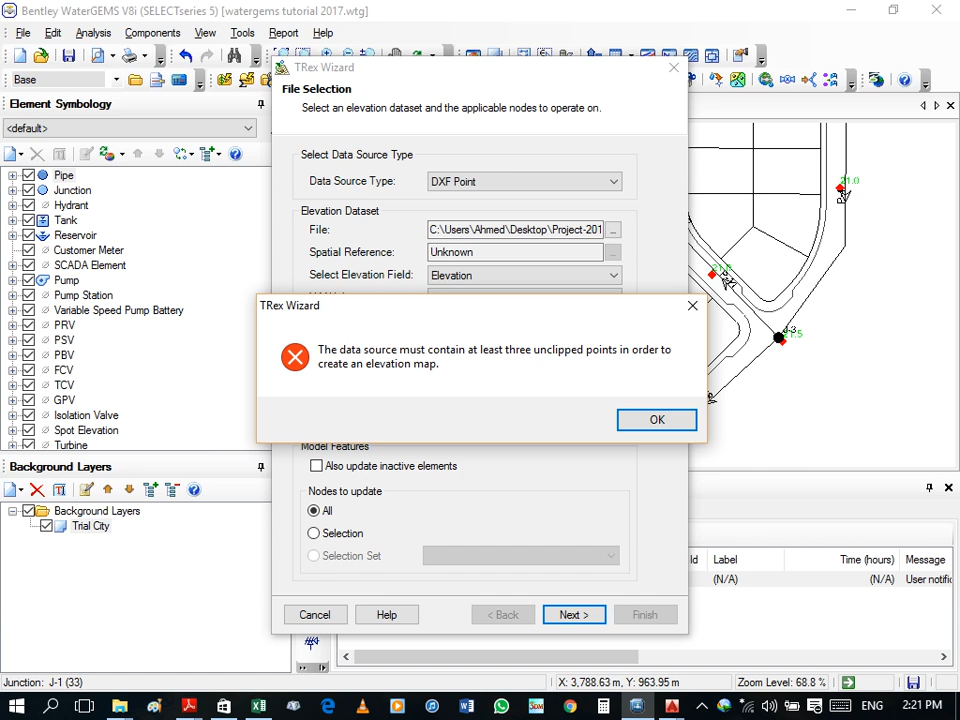 Bentley WaterGEMS V8i (SELECTseries 5) [watergems tutorial 2017.wtg]
File Edit Analysis Components View Tools Report Help
Base
TRex Wizard
File Selection
Select an elevation dataset and the applicable nodes to operate on.
Element Symbology
<default>
Pipe
Junction
Hydrant
Tank
Reservoir
Customer Meter
SCADA Element
Pump
Pump Station
Variable Speed Pump Battery
PRV
PSV
PBV
FCV
TCV
GPV
Isolation Valve
Spot Elevation
Turbine
Select Data Source Type
Data Source Type: DXF Point
Elevation Dataset
File: C:\Users\Ahmed\Desktop\Project-201 ...
Spatial Reference: Unknown ...
Select Elevation Field: Elevation
21.0
J-3
21.5
TRex Wizard
The data source must contain at least three unclipped points in order to
create an elevation map.
OK
Model Features
Also update inactive elements
Nodes to update
All
Selection
Selection Set
Cancel Help < Back Next > Finish
Background Layers
Background Layers
Trial City
Id Label Time (hours) Message
(N/A) (N/A) User notific
Junction: J-1 (33)
X: 3,788.63 m, Y: 963.95 m
Zoom Level: 68.8 %
ENG 2:21 PM